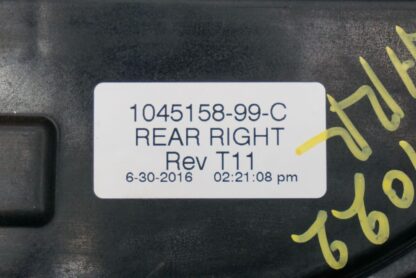 1045158-99-C
REAR RIGHT
Rev T11
6-30-2016 02:21:08 pm